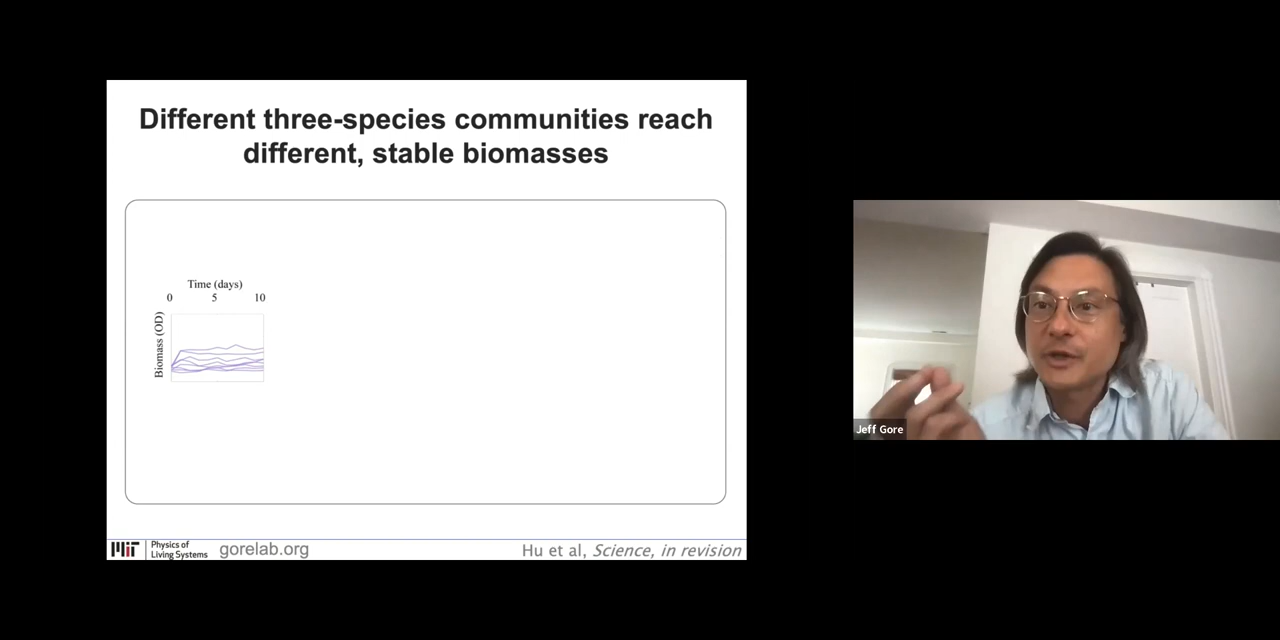 Different three-species communities reach
different, stable biomasses
Time (days)
0 5 10
Biomass (OD)
MIT
Physics of
Living Systems
gorelab.org
Hu et al, Science, in revision
Jeff Gore